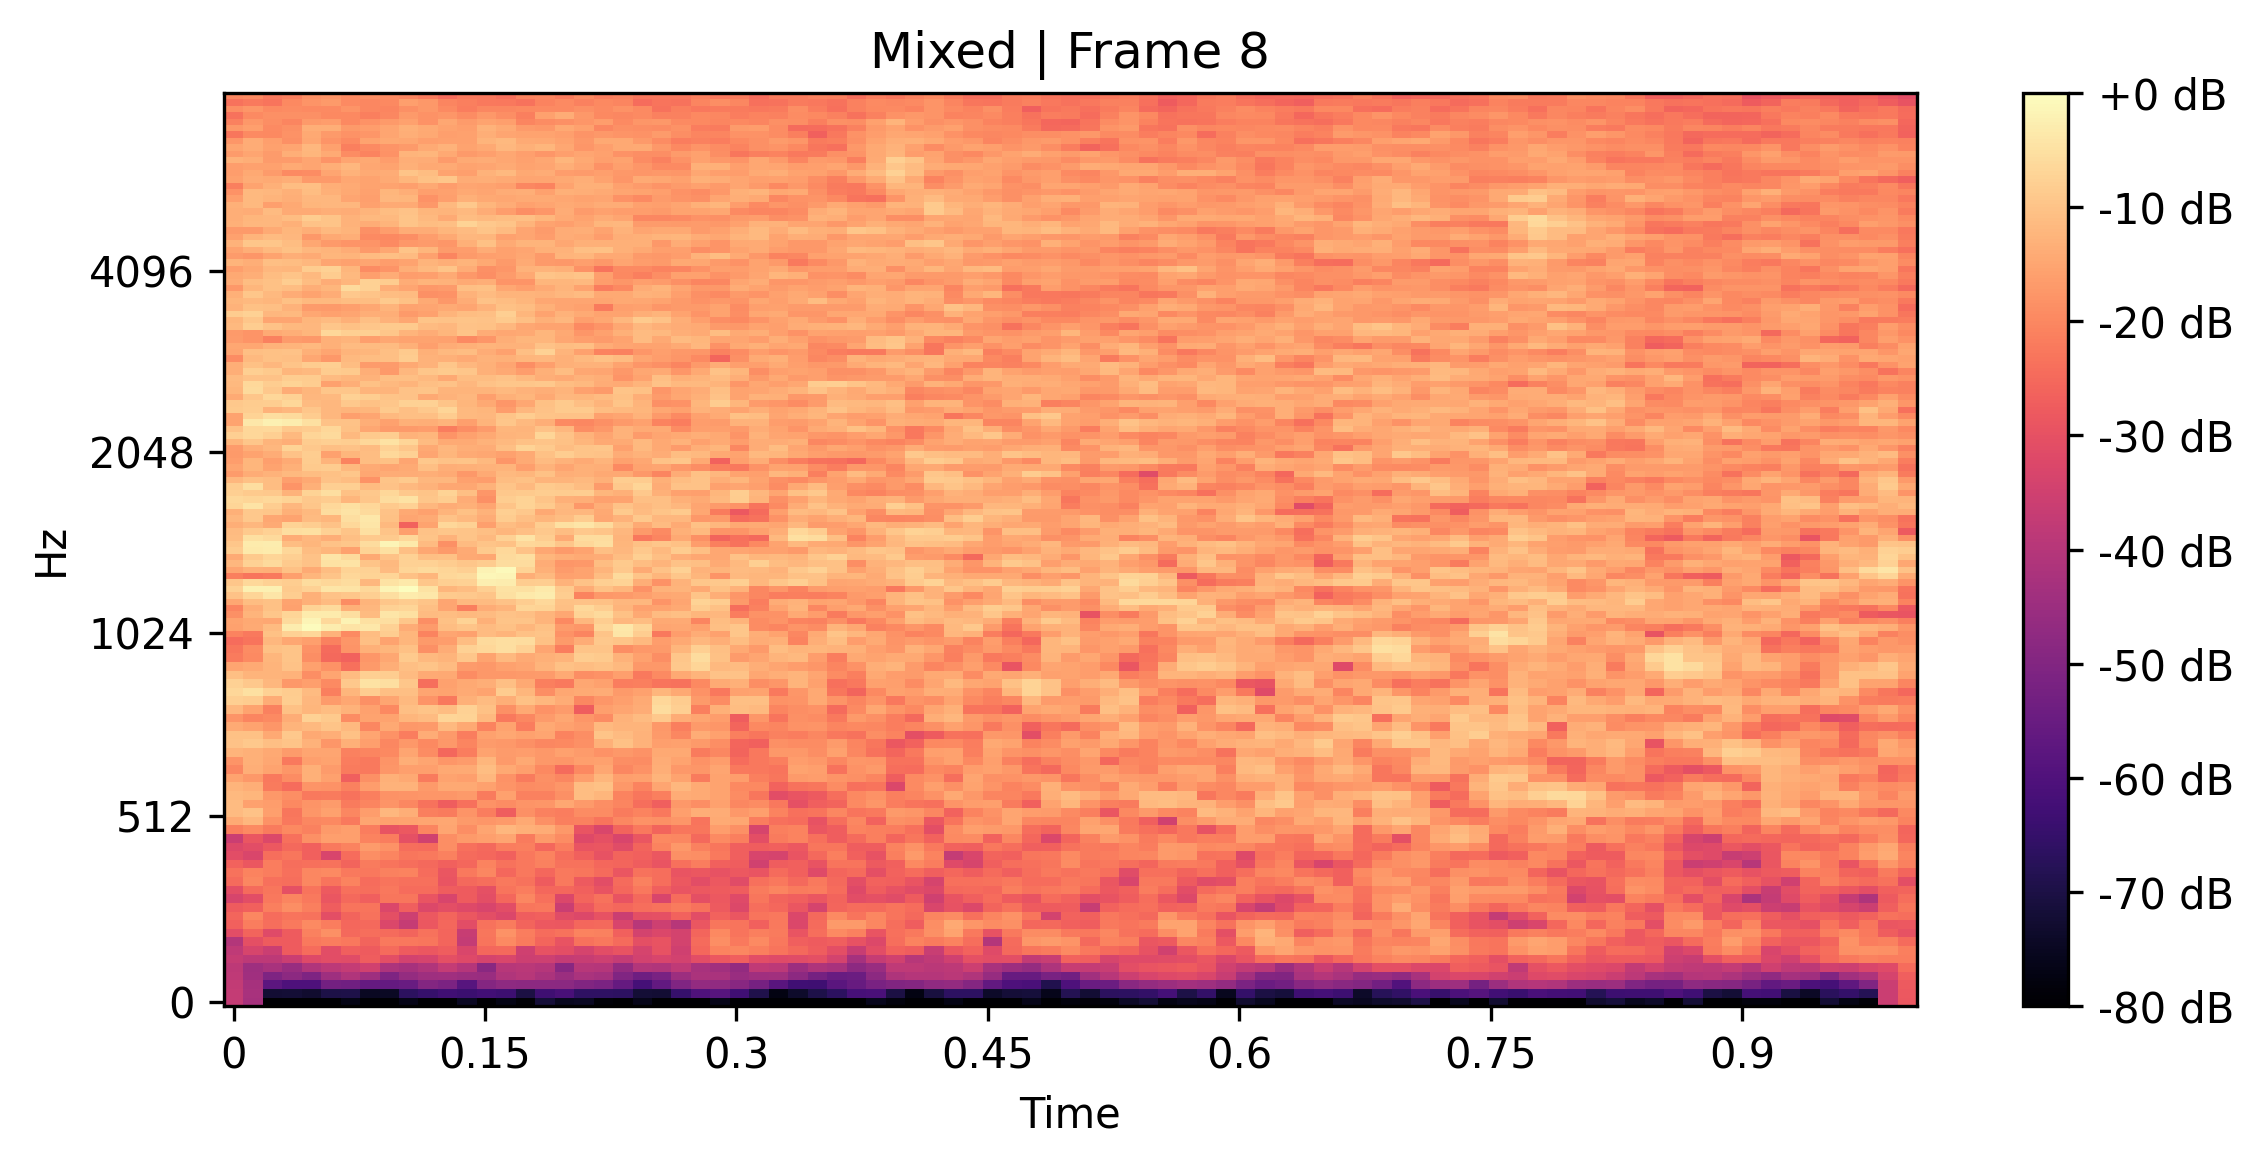 Mixed | Frame 8
+0 dB
-10 dB
-20 dB
-30 dB
-40 dB
-50 dB
-60 dB
-70 dB
-80 dB
Hz
4096
2048
1024
512
0
0 0.15 0.3 0.45 0.6 0.75 0.9
Time